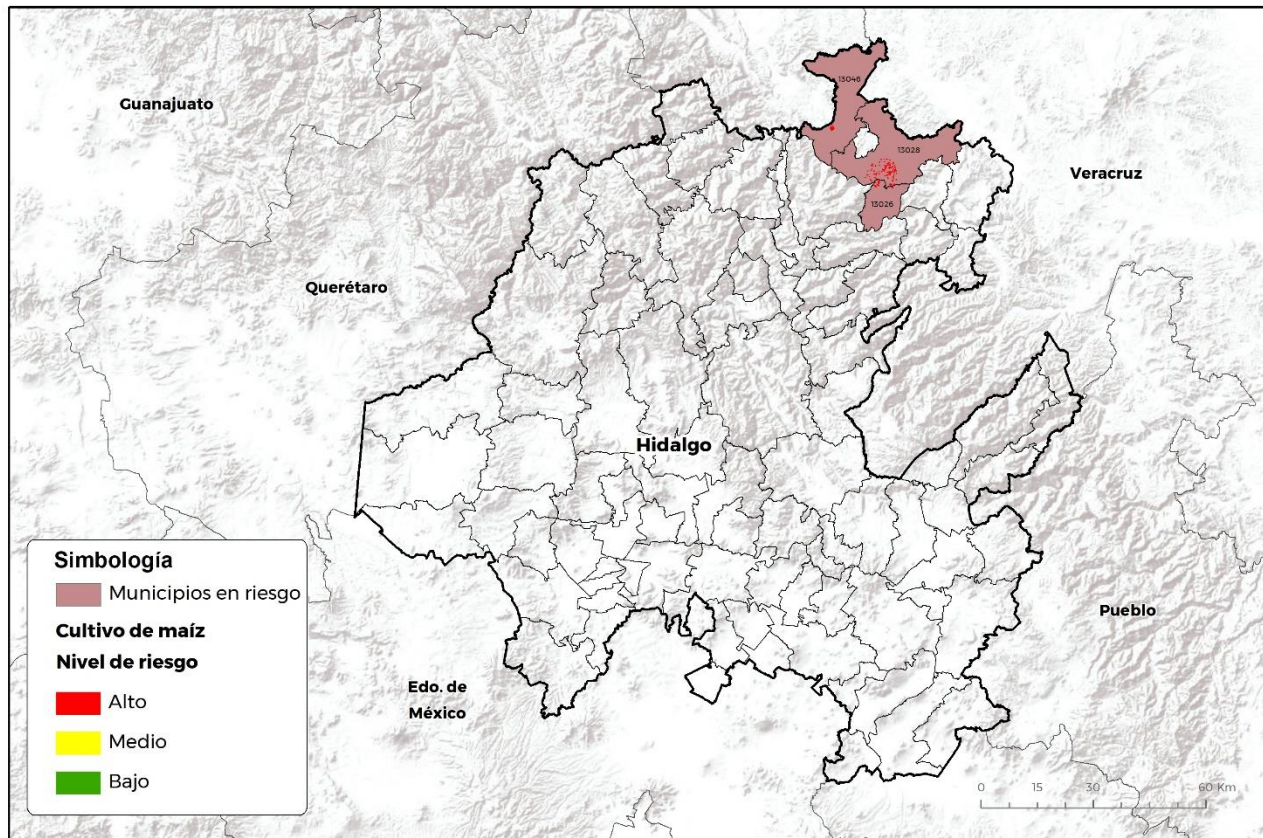 Guanajuato
13046
13028
Veracruz
13026
Querétaro
Hidalgo
Simbología
Municipios en riesgo
Cultivo de maíz
Nivel de riesgo
Alto
Medio
Bajo
Edo. de
México
Pueblo
0 15 30 60 Km